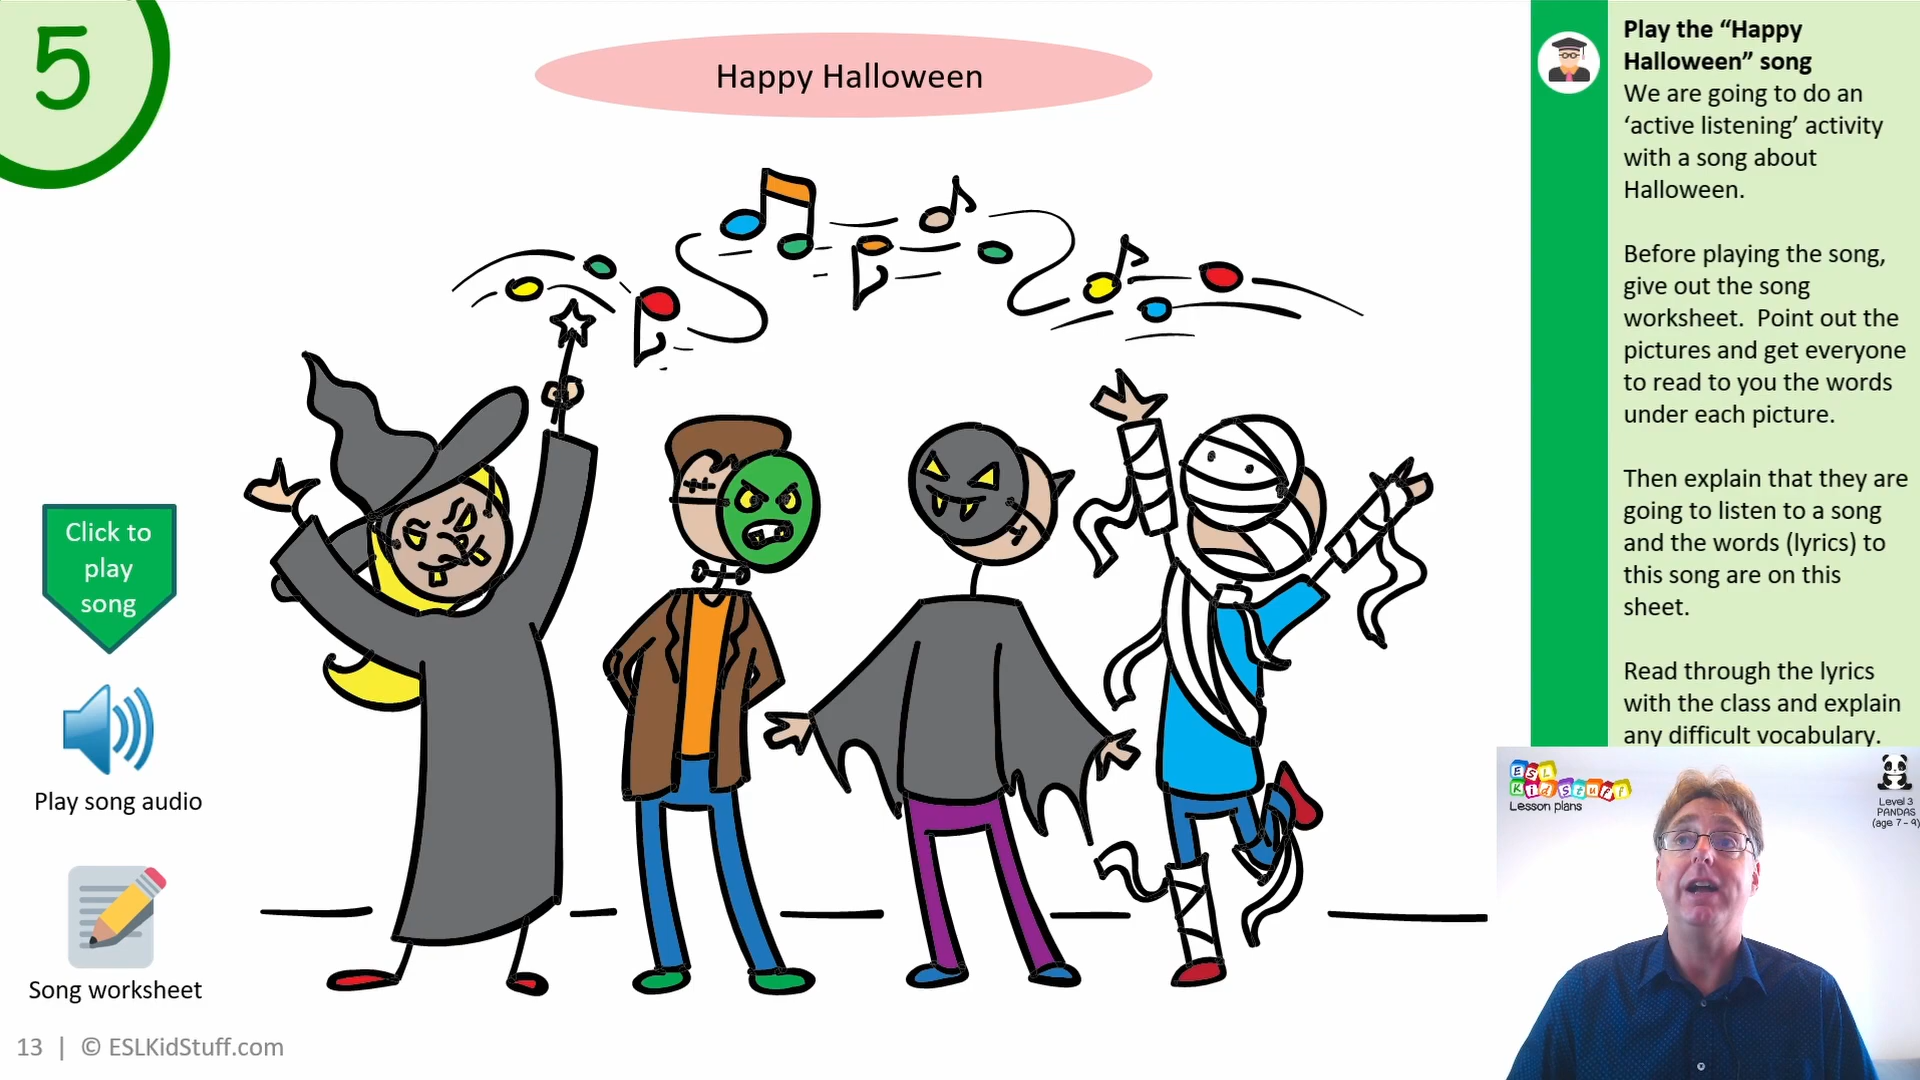 5
Happy Halloween
Click to
play
song
Play song audio
Song worksheet
13 | © ESLKidStuff.com
Play the “Happy
Halloween” song
We are going to do an
‘active listening’ activity
with a song about
Halloween.
Before playing the song,
give out the song
worksheet. Point out the
pictures and get everyone
to read to you the words
under each picture.
Then explain that they are
going to listen to a song
and the words (lyrics) to
this song are on this
sheet.
Read through the lyrics
with the class and explain
any difficult vocabulary.
ESL
KidStuff
Lesson plans
Level 3
PANDAS
(age 7 - 9)